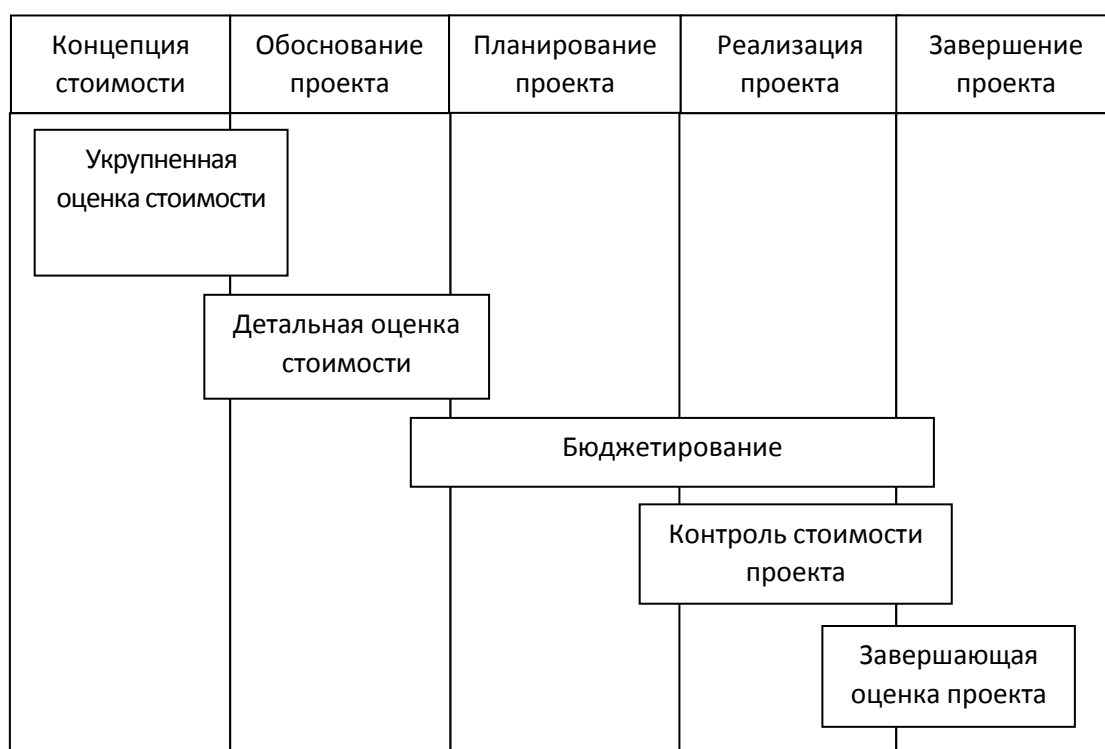 Концепция
стоимости
Обоснование
проекта
Планирование
проекта
Реализация
проекта
Завершение
проекта
Укрупненная
оценка стоимости
Детальная оценка
стоимости
Бюджетирование
Контроль стоимости
проекта
Завершающая
оценка проекта